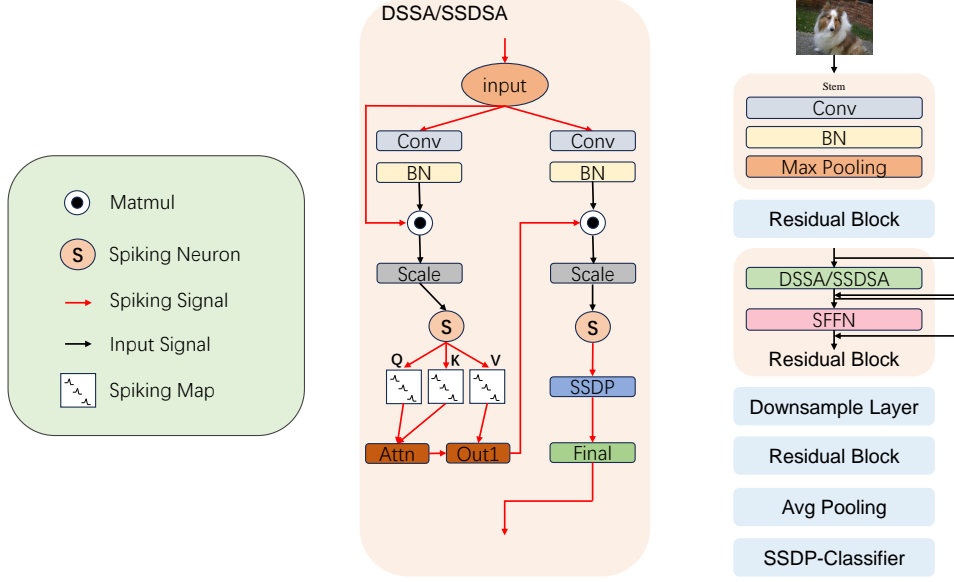 Matmul
S
Spiking Neuron
Spiking Signal
Input Signal
Spiking Map
DSSA/SSDSA
input
Conv
Conv
BN
BN
Scale
Scale
S
S
Q
K
V
SSDP
Attn
Out1
Final
Stem
Conv
BN
Max Pooling
Residual Block
DSSA/SSDSA
SFFN
Residual Block
Downsample Layer
Residual Block
Avg Pooling
SSDP-Classifier